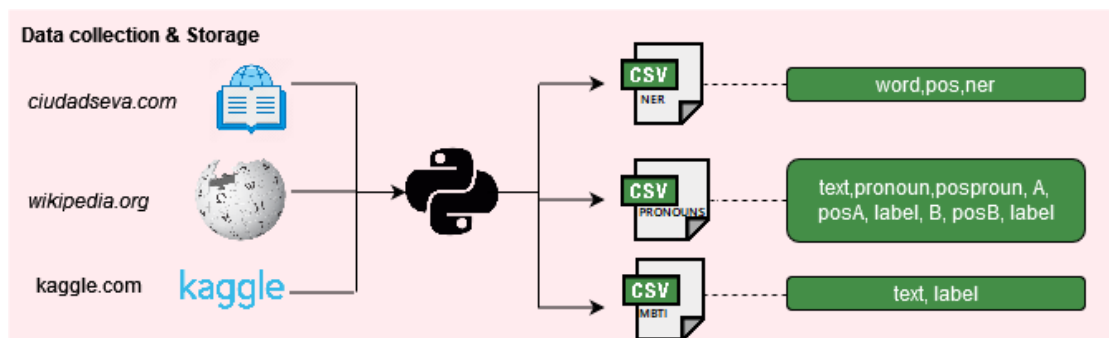 Data collection & Storage
ciudadseva.com
wikipedia.org
kaggle.com
kaggle
CSV
NER
word,pos,ner
CSV
PRONOUNS
text,pronoun,posproun, A,
posA, label, B, posB, label
CSV
MBTI
text, label